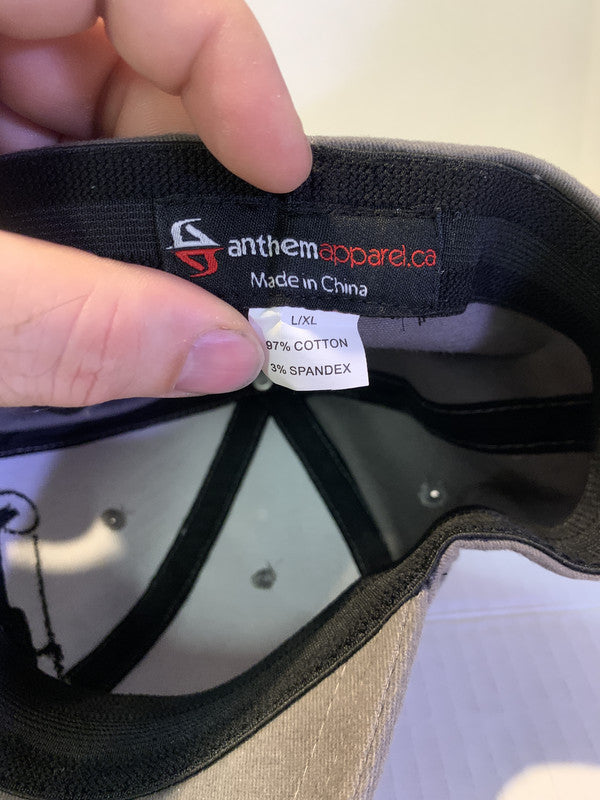 anthemapparel.ca
Made in China
L/XL
97% COTTON
3% SPANDEX